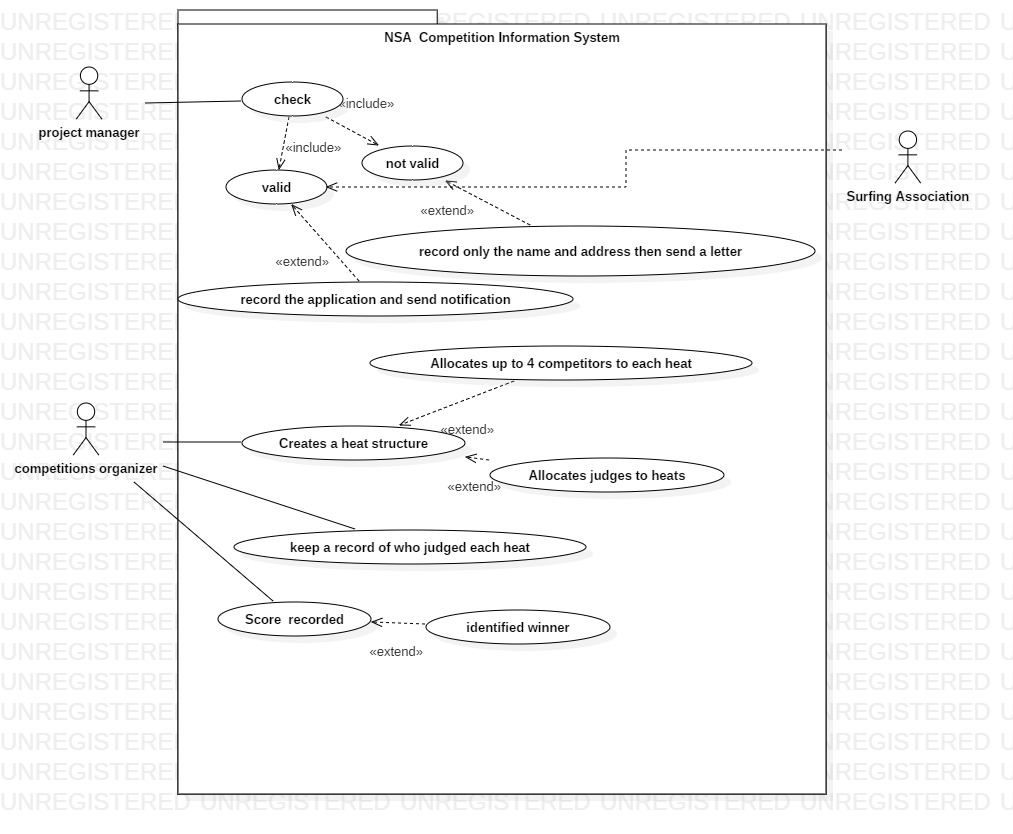 NSA  Competition Information System
project manager
check
«include»
«include»
not valid
valid
Surfing Association
«extend»
record only the name and address then send a letter
«extend»
record the application and send notification
Allocates up to 4 competitors to each heat
«extend»
Creates a heat structure
competitions organizer
Allocates judges to heats
«extend»
keep a record of who judged each heat
Score  recorded
identified winner
«extend»
UNREGISTERED